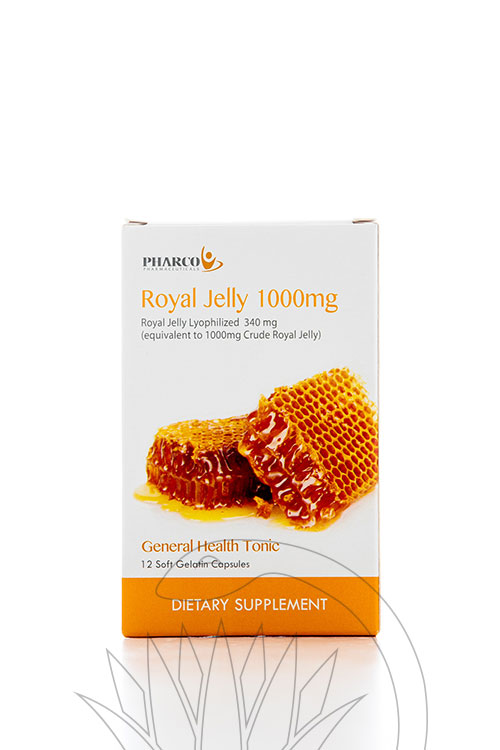 PHARCO
PHARMACEUTICALS
Royal Jelly 1000mg
Royal Jelly Lyophilized 340 mg
(equivalent to 1000mg Crude Royal Jelly)
General Health Tonic
12 Soft Gelatin Capsules
DIETARY SUPPLEMENT